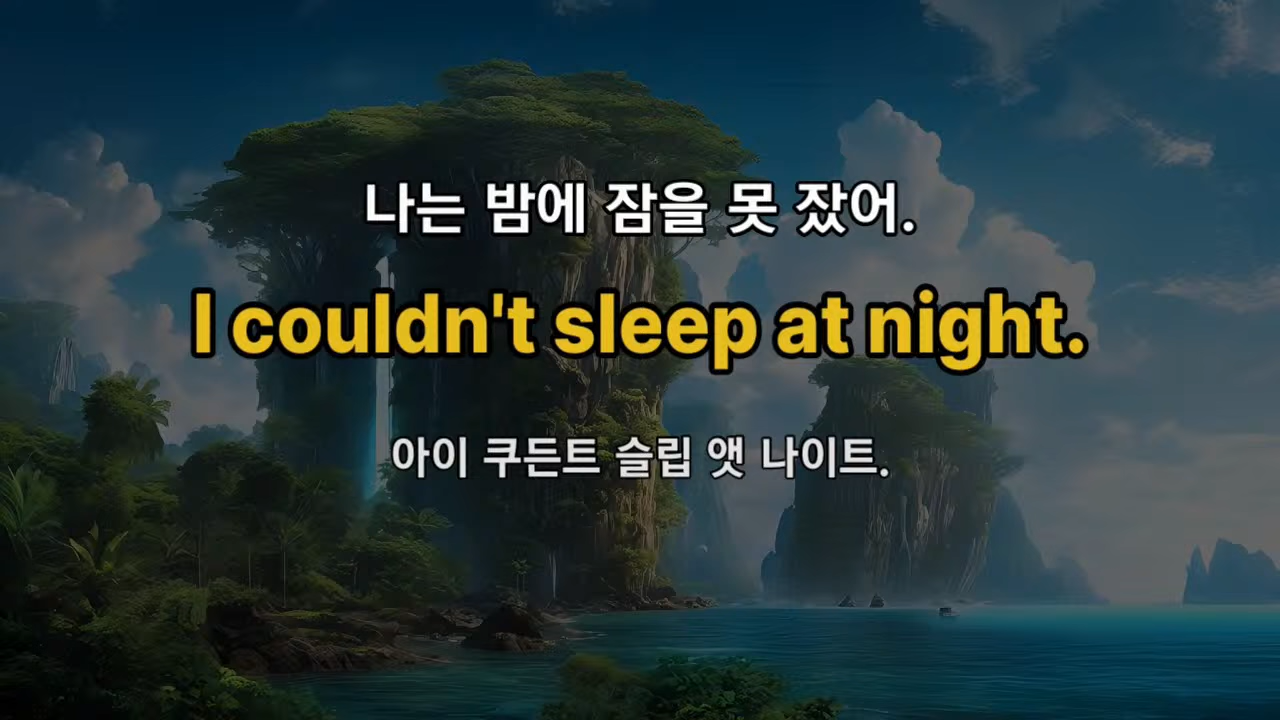 나는 밤에 잠을 못 잤어.
I couldn't sleep at night.
아이 쿠든트 슬립 앳 나이트.